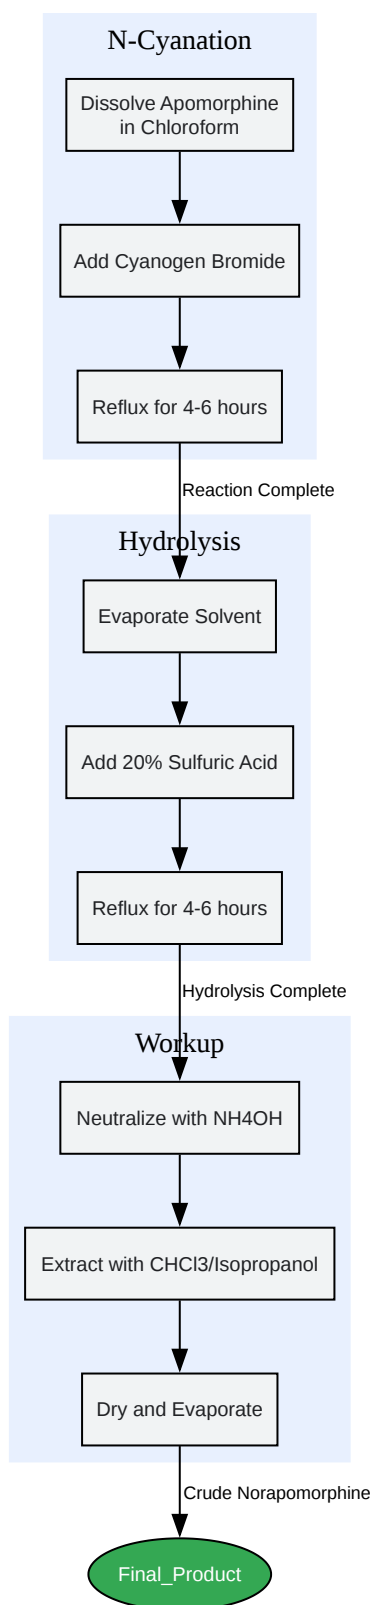 N-Cyanation
Dissolve Apomorphine
in Chloroform
Add Cyanogen Bromide
Reflux for 4-6 hours
Reaction Complete
Hydrolysis
Evaporate Solvent
Add 20% Sulfuric Acid
Reflux for 4-6 hours
Hydrolysis Complete
Workup
Neutralize with NH4OH
Extract with CHCl3/Isopropanol
Dry and Evaporate
Crude Norapomorphine
Final_Product